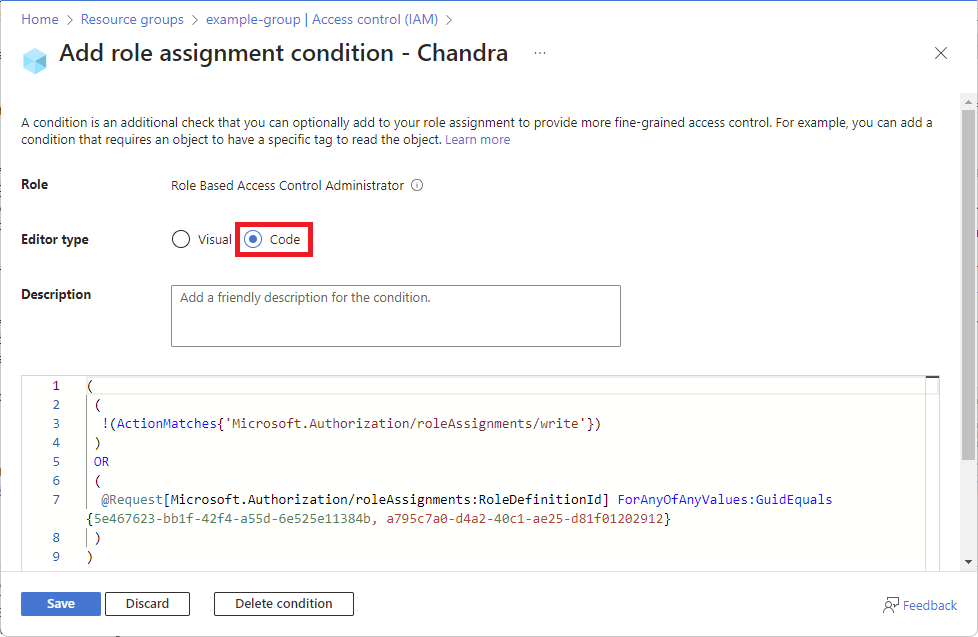 Home > Resource groups > example-group | Access control (IAM) >
Add role assignment condition - Chandra ...
A condition is an additional check that you can optionally add to your role assignment to provide more fine-grained access control. For example, you can add a
condition that requires an object to have a specific tag to read the object. Learn more
Role Role Based Access Control Administrator
Editor type Visual Code
Description Add a friendly description for the condition.
1 (
2 (
3 !(ActionMatches{'Microsoft.Authorization/roleAssignments/write'})
4 )
5 OR
6 (
7 @Request[Microsoft.Authorization/roleAssignments:RoleDefinitionId] ForAnyOfAnyValues:GuidEquals
{5e467623-bb1f-42f4-a55d-6e525e11384b, a795c7a0-d4a2-40c1-ae25-d81f01202912}
8 )
9 )
Save Discard Delete condition Feedback